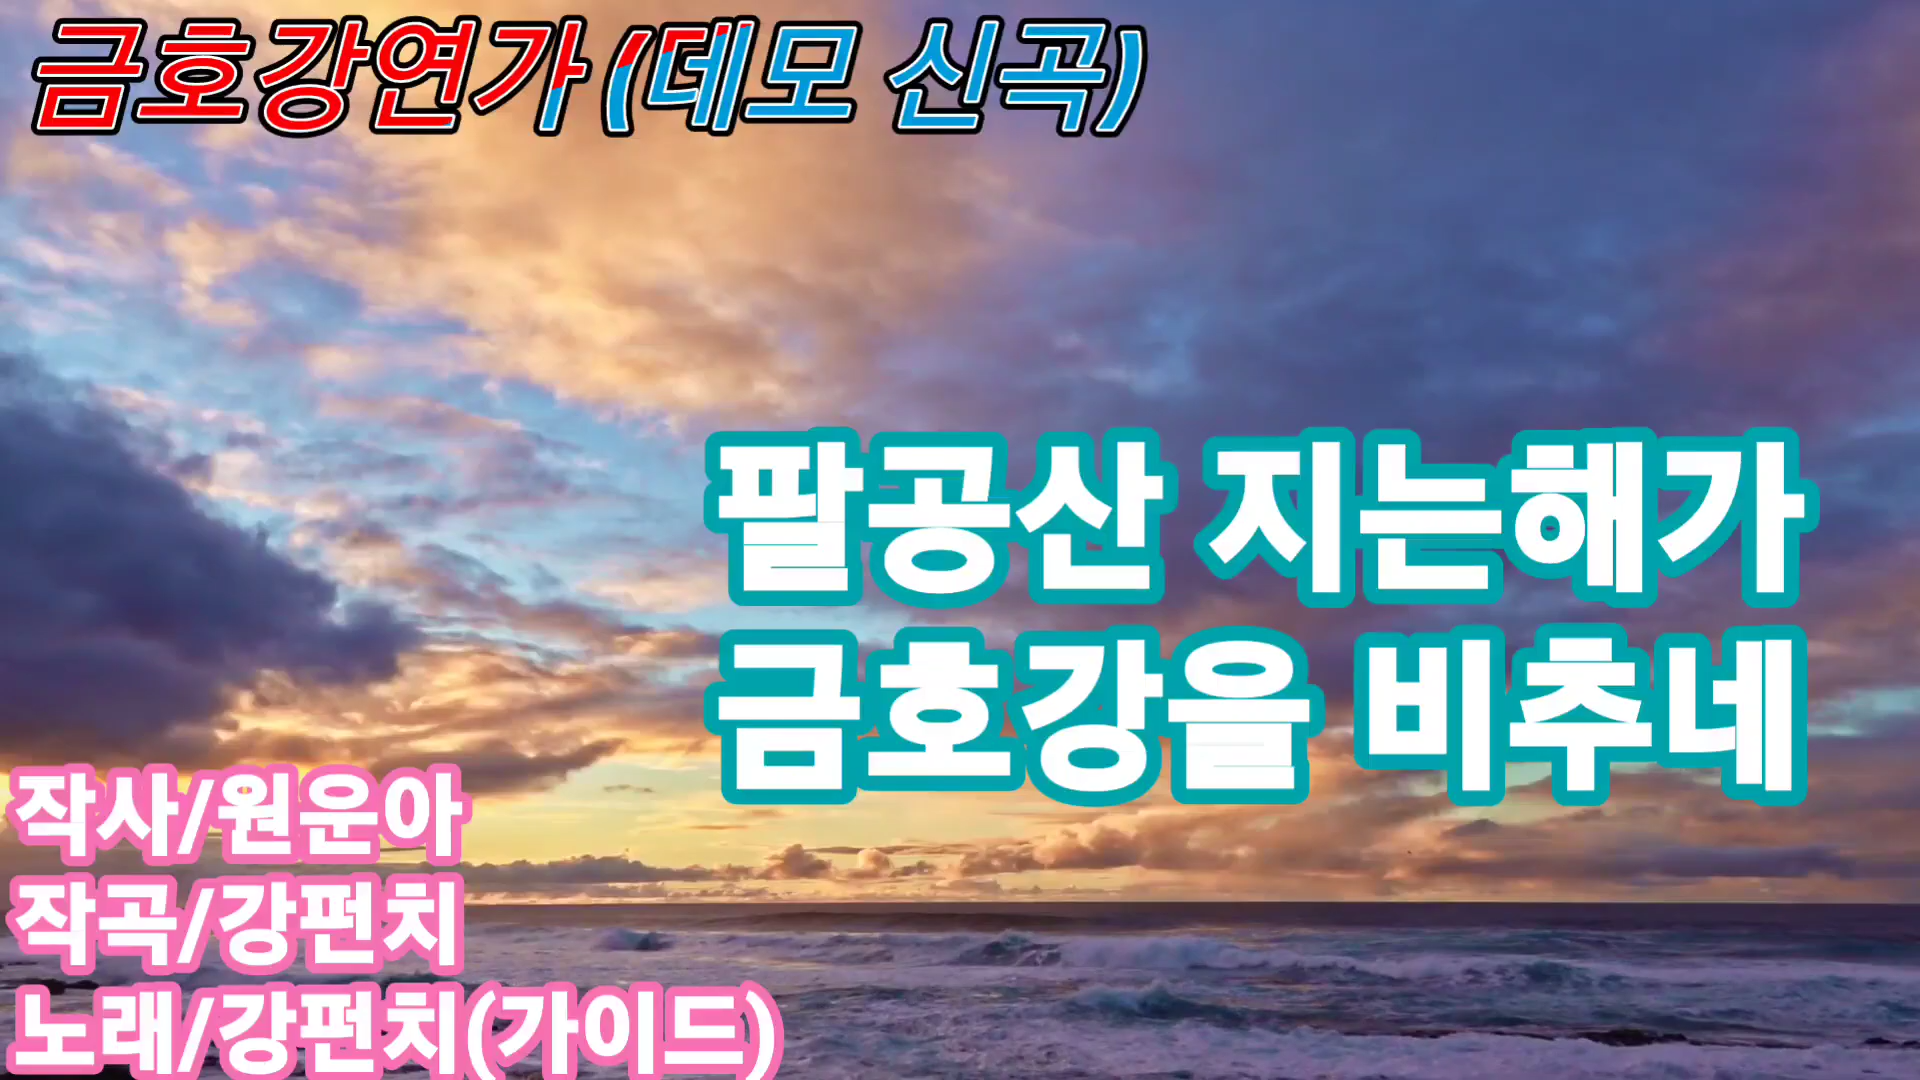 금호강연가 (데모 신곡)
팔공산 지는해가
금호강을 비추네
작사/원운아
작곡/강펀치
노래/강펀치(가이드)